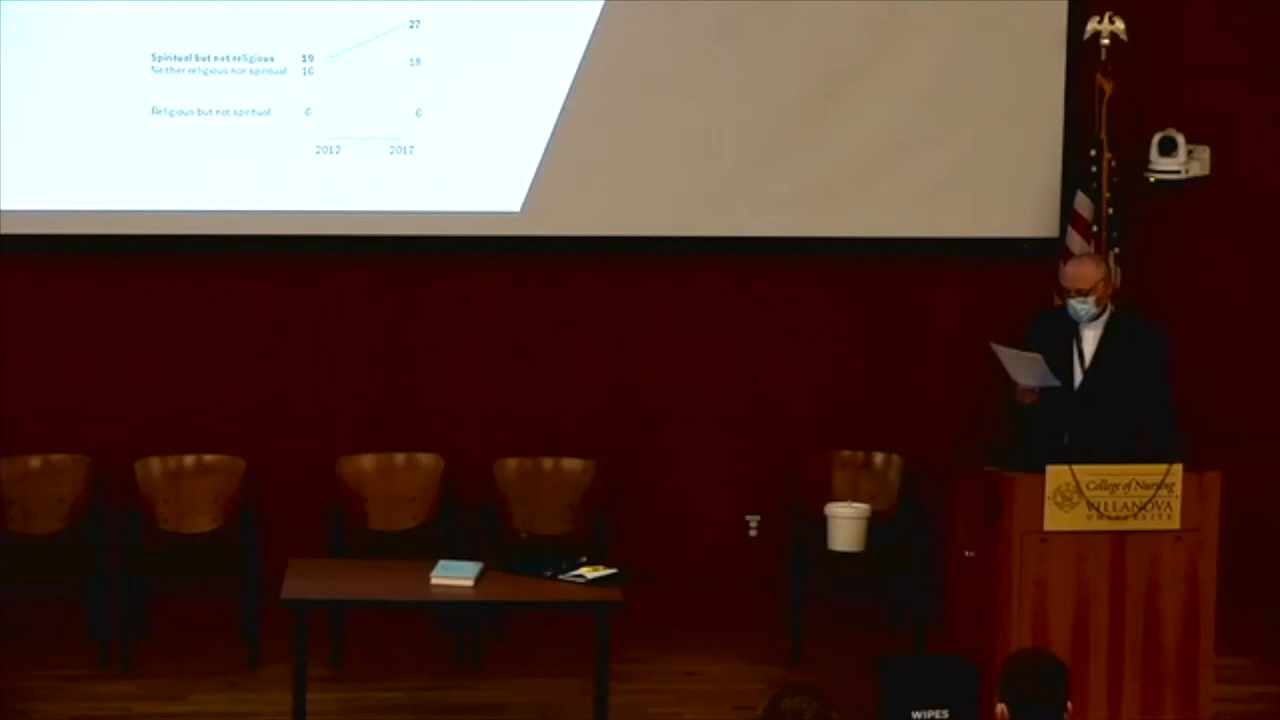 27
Spiritual but not religious 19
Neither religious nor spiritual 16 18
Religious but not spiritual 6 6
2012 2017
College of Nursing
VILLANOVA
UNIVERSITY
WIPES